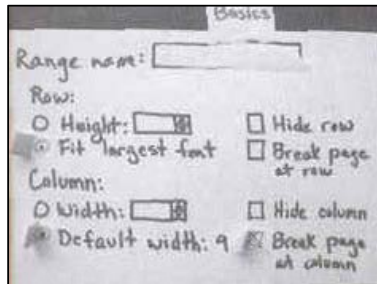 Basics
Range name:
Row:
Height:
Hide row
Fit largest font
Break page
at row
Column:
Width:
Hide column
Default width: 9
Break page
at column